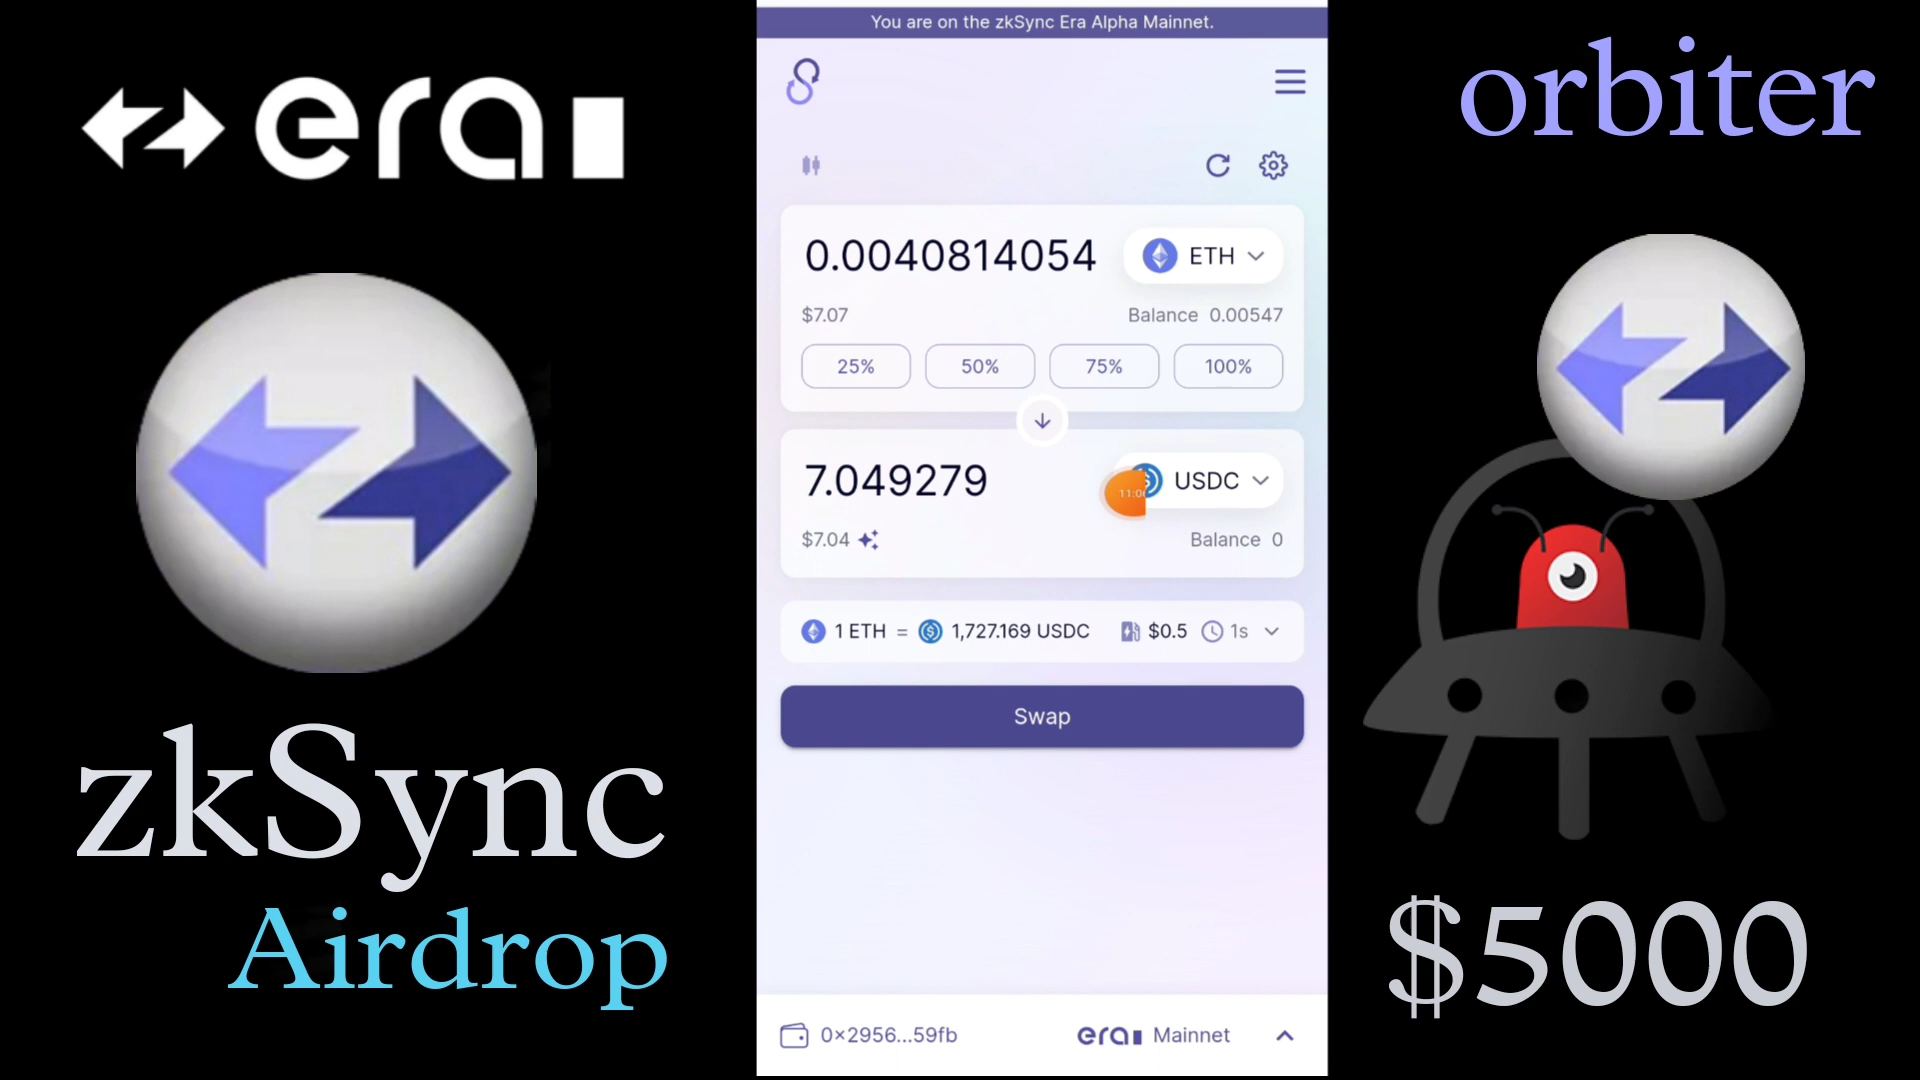 era
zkSync
Airdrop
You are on the zkSync Era Alpha Mainnet.
0.0040814054
ETH
$7.07
Balance 0.00547
25%
50%
75%
100%
7.049279
USDC
$7.04
Balance 0
1 ETH = 1,727.169 USDC
$0.5
1s
Swap
0x2956...59fb
era Mainnet
orbiter
$5000